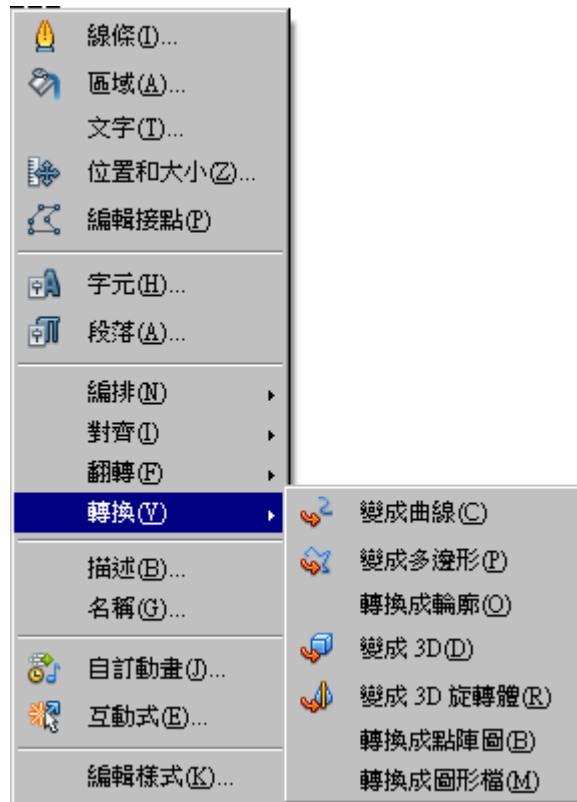 線條(I)...
區域(A)...
文字(T)...
位置和大小(Z)...
編輯接點(P)
字元(H)...
段落(A)...
編排(N)
對齊(I)
翻轉(F)
轉換(V)
描述(B)...
名稱(G)...
自訂動畫(J)...
互動式(E)...
編輯樣式(K)...
變成曲線(C)
變成多邊形(P)
轉換成輪廓(O)
變成 3D(D)
變成 3D 旋轉體(R)
轉換成點陣圖(B)
轉換成圖形檔(M)